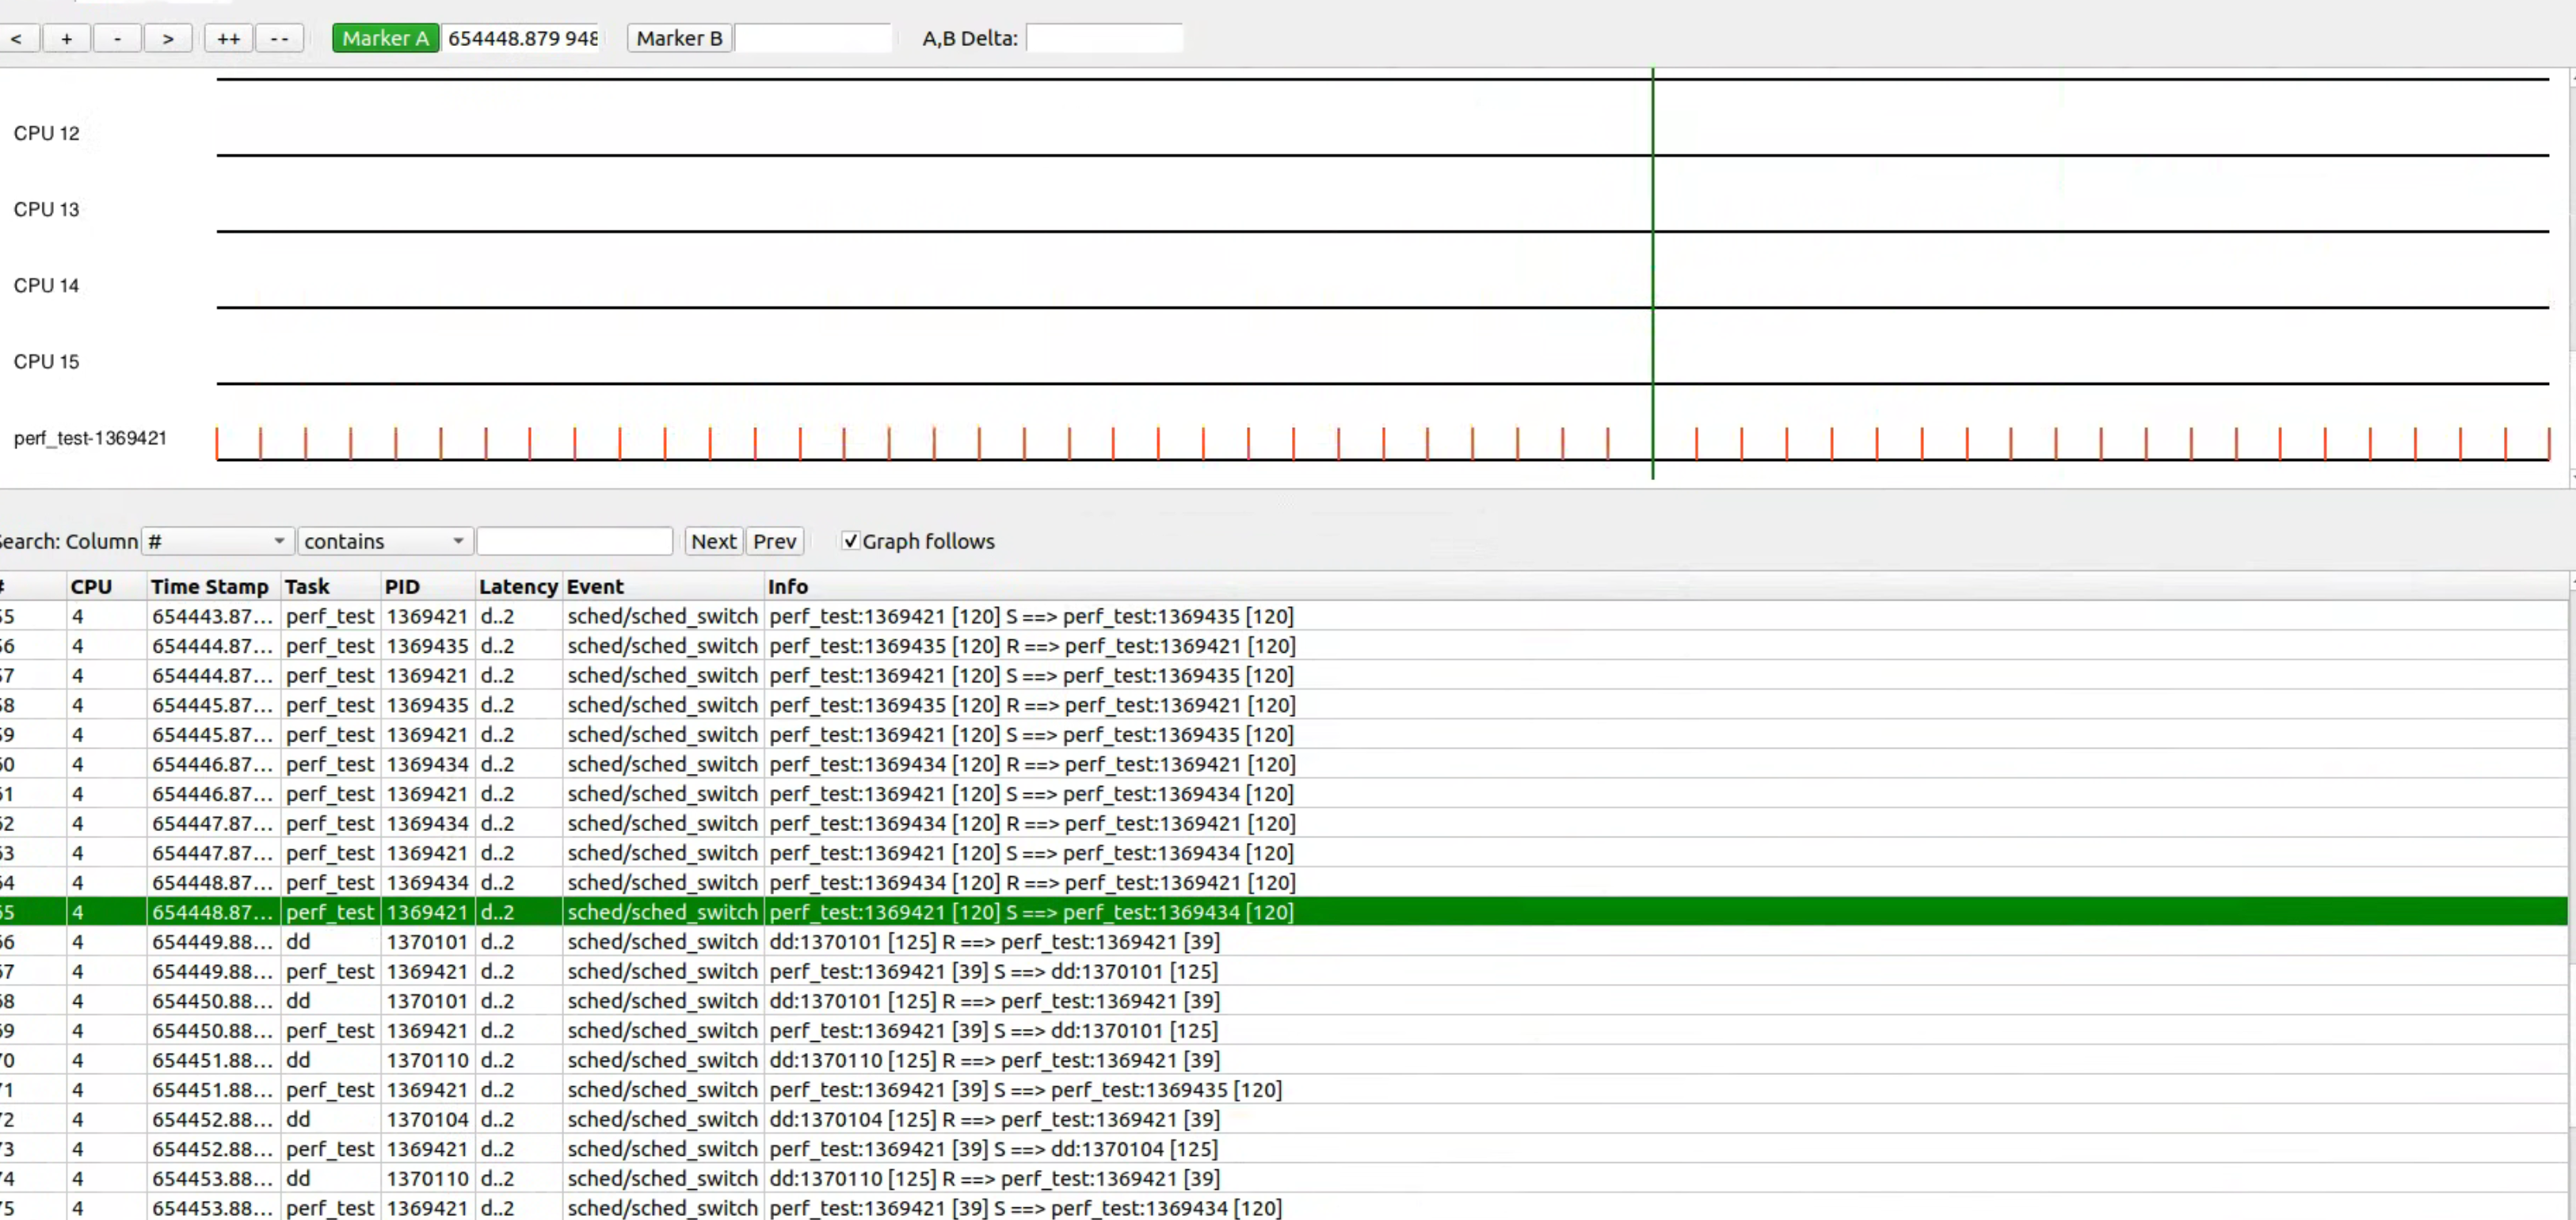 < + - > ++ -- Marker A 654448.879 948 Marker B A,B Delta:
CPU 12
CPU 13
CPU 14
CPU 15
perf_test-1369421
Search: Column # contains Next Prev Graph follows
# CPU Time Stamp Task PID Latency Event Info
55 4 654443.87... perf_test 1369421 d..2 sched/sched_switch perf_test:1369421 [120] S ==> perf_test:1369435 [120]
56 4 654444.87... perf_test 1369435 d..2 sched/sched_switch perf_test:1369435 [120] R ==> perf_test:1369421 [120]
57 4 654444.87... perf_test 1369421 d..2 sched/sched_switch perf_test:1369421 [120] S ==> perf_test:1369435 [120]
58 4 654445.87... perf_test 1369435 d..2 sched/sched_switch perf_test:1369435 [120] R ==> perf_test:1369421 [120]
59 4 654445.87... perf_test 1369421 d..2 sched/sched_switch perf_test:1369421 [120] S ==> perf_test:1369435 [120]
60 4 654446.87... perf_test 1369434 d..2 sched/sched_switch perf_test:1369434 [120] R ==> perf_test:1369421 [120]
61 4 654446.87... perf_test 1369421 d..2 sched/sched_switch perf_test:1369421 [120] S ==> perf_test:1369434 [120]
62 4 654447.87... perf_test 1369434 d..2 sched/sched_switch perf_test:1369434 [120] R ==> perf_test:1369421 [120]
63 4 654447.87... perf_test 1369421 d..2 sched/sched_switch perf_test:1369421 [120] S ==> perf_test:1369434 [120]
64 4 654448.87... perf_test 1369434 d..2 sched/sched_switch perf_test:1369434 [120] R ==> perf_test:1369421 [120]
65 4 654448.87... perf_test 1369421 d..2 sched/sched_switch perf_test:1369421 [120] S ==> perf_test:1369434 [120]
66 4 654449.88... dd 1370101 d..2 sched/sched_switch dd:1370101 [125] R ==> perf_test:1369421 [39]
67 4 654449.88... perf_test 1369421 d..2 sched/sched_switch perf_test:1369421 [39] S ==> dd:1370101 [125]
68 4 654450.88... dd 1370101 d..2 sched/sched_switch dd:1370101 [125] R ==> perf_test:1369421 [39]
69 4 654450.88... perf_test 1369421 d..2 sched/sched_switch perf_test:1369421 [39] S ==> dd:1370101 [125]
70 4 654451.88... dd 1370110 d..2 sched/sched_switch dd:1370110 [125] R ==> perf_test:1369421 [39]
71 4 654451.88... perf_test 1369421 d..2 sched/sched_switch perf_test:1369421 [39] S ==> perf_test:1369435 [120]
72 4 654452.88... dd 1370104 d..2 sched/sched_switch dd:1370104 [125] R ==> perf_test:1369421 [39]
73 4 654452.88... perf_test 1369421 d..2 sched/sched_switch perf_test:1369421 [39] S ==> dd:1370104 [125]
74 4 654453.88... dd 1370110 d..2 sched/sched_switch dd:1370110 [125] R ==> perf_test:1369421 [39]
75 4 654453.88... perf_test 1369421 d..2 sched/sched_switch perf_test:1369421 [39] S ==> perf_test:1369434 [120]